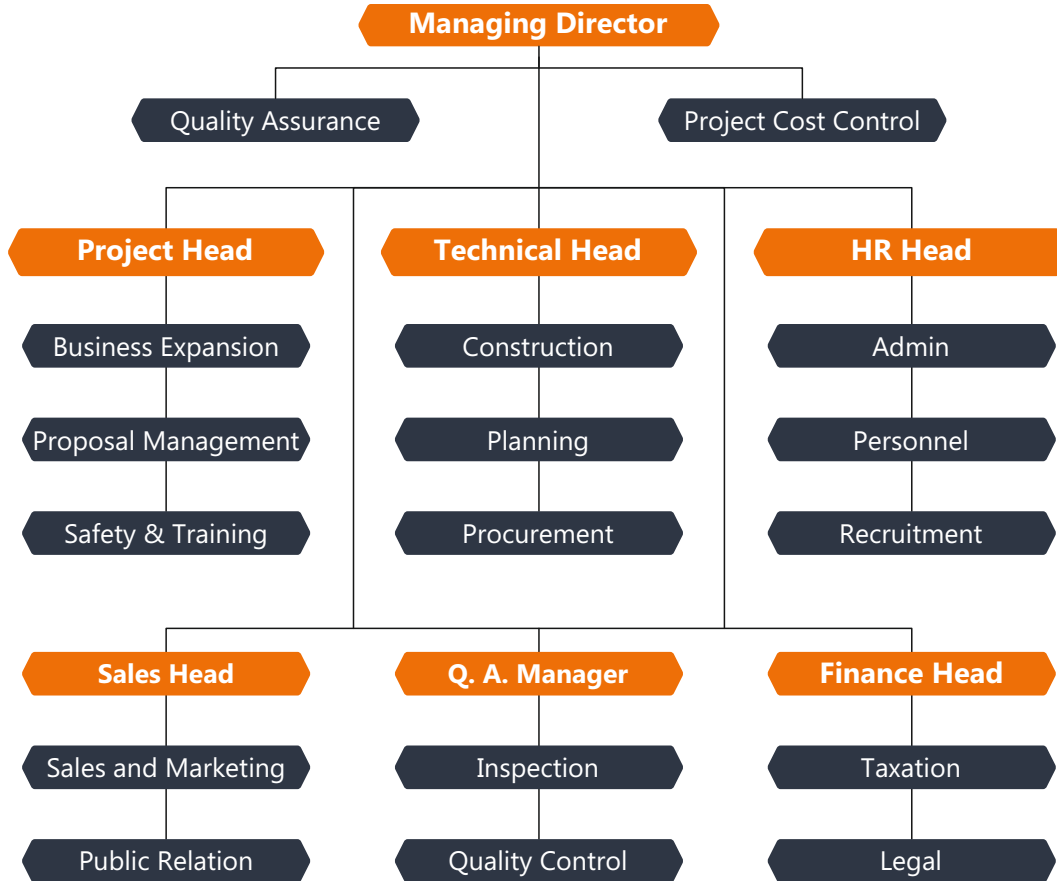 Managing Director
Quality Assurance
Project Cost Control
Project Head
Technical Head
HR Head
Business Expansion
Construction
Admin
Proposal Management
Planning
Personnel
Safety & Training
Procurement
Recruitment
Sales Head
Q. A. Manager
Finance Head
Sales and Marketing
Inspection
Taxation
Public Relation
Quality Control
Legal